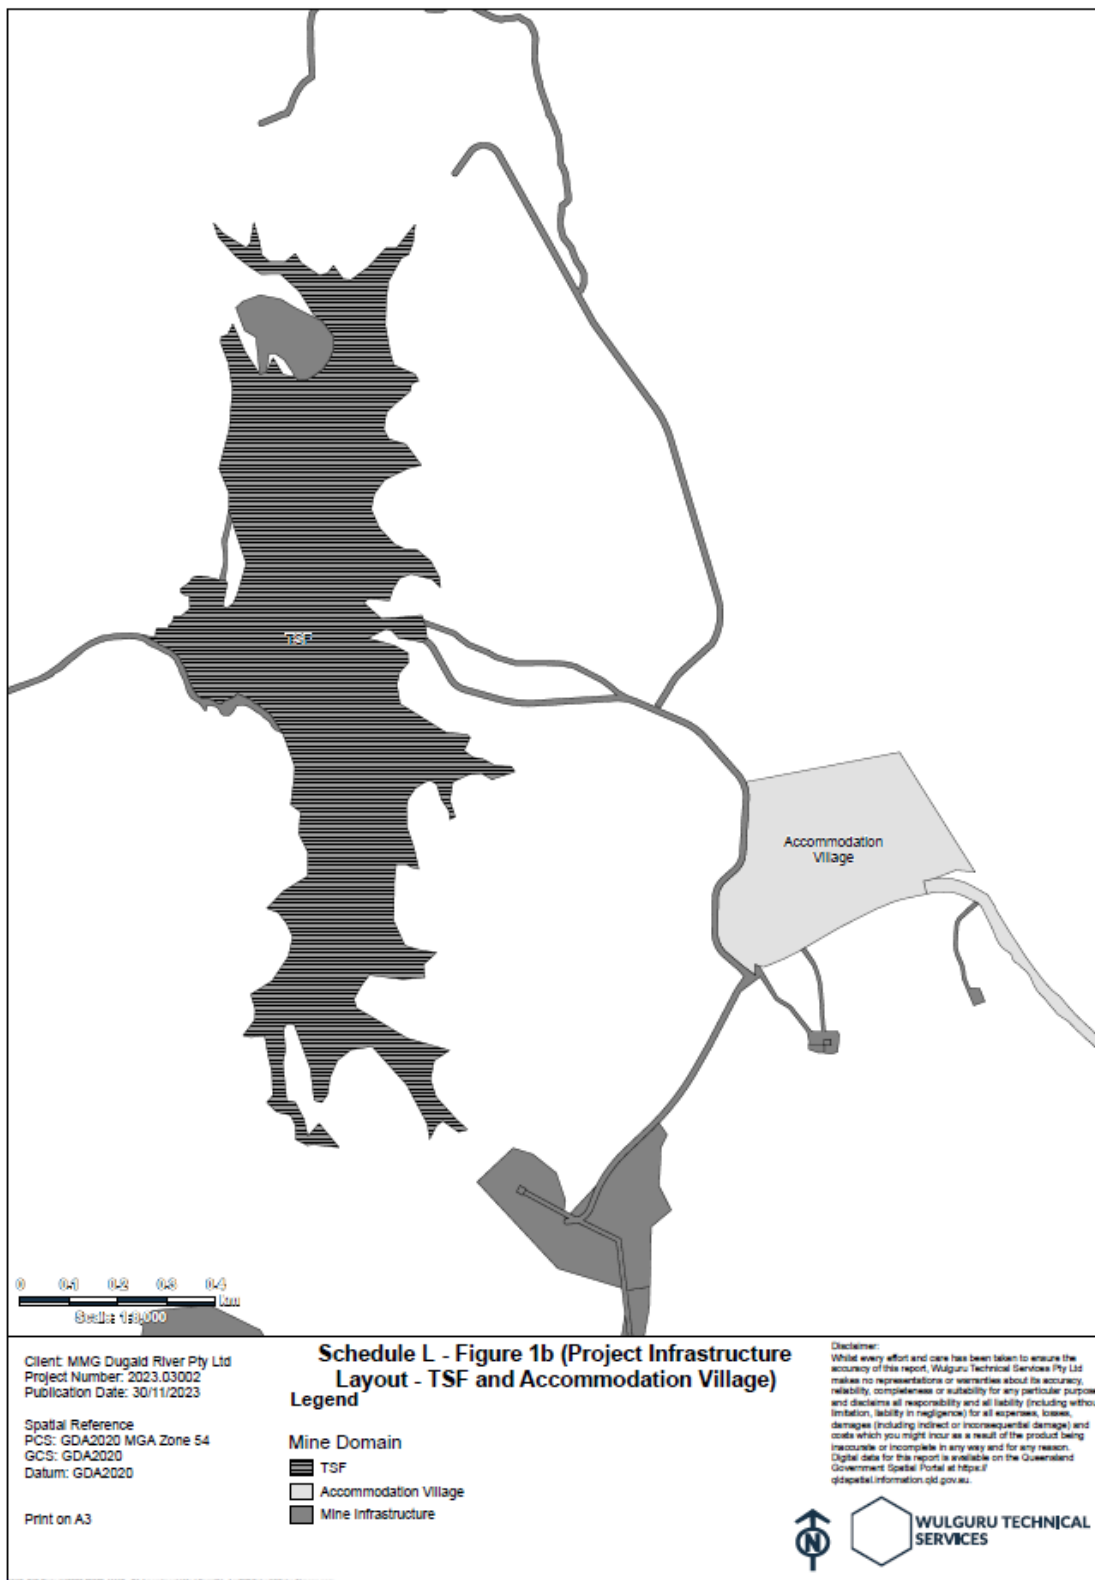 TSF
Accommodation
Village
0 0.1 0.2 0.3 0.4
km
Scale: 1:8,000
Client: MMG Dugald River Pty Ltd
Project Number: 2023.03002
Publication Date: 30/11/2023
Spatial Reference
PCS: GDA2020 MGA Zone 54
GCS: GDA2020
Datum: GDA2020
Print on A3
Schedule L - Figure 1b (Project Infrastructure
Layout - TSF and Accommodation Village)
Legend
Mine Domain
TSF
Accommodation Village
Mine Infrastructure
Disclaimer:
Whilst every effort and care has been taken to ensure the
accuracy of this report, Wulguru Technical Services Pty Ltd
makes no representations or warranties about its accuracy,
reliability, completeness or suitability for any particular purpose
and disclaims all responsibility and all liability (including withou
limitation, liability in negligence) for all expenses, losses,
damages (including indirect or inconsequential damage) and
costs which you might incur as a result of the product being
inaccurate or incomplete in any way and for any reason.
Digital data for this report is available on the Queensland
Government Spatial Portal at https://
qldspatial.information.qld.gov.au.
N
WULGURU TECHNICAL
SERVICES